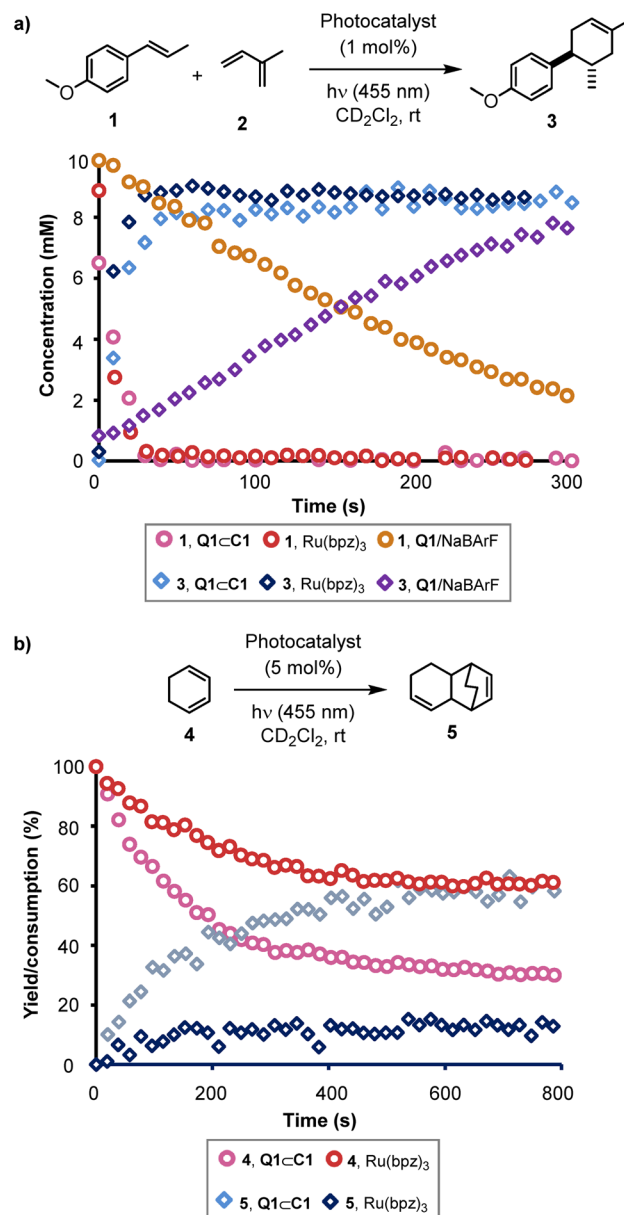 a)
Photocatalyst
(1 mol%)
hν (455 nm)
CD2Cl2, rt
O
1
+
2
O
3
10
8
6
4
2
0
Concentration (mM)
0
100
200
300
Time (s)
1, Q1⊂C1 1, Ru(bpz)3 1, Q1/NaBArF
3, Q1⊂C1 3, Ru(bpz)3 3, Q1/NaBArF
b)
Photocatalyst
(5 mol%)
hν (455 nm)
CD2Cl2, rt
4
5
100
80
60
40
20
0
Yield/consumption (%)
0
200
400
600
800
Time (s)
4, Q1⊂C1 4, Ru(bpz)3
5, Q1⊂C1 5, Ru(bpz)3